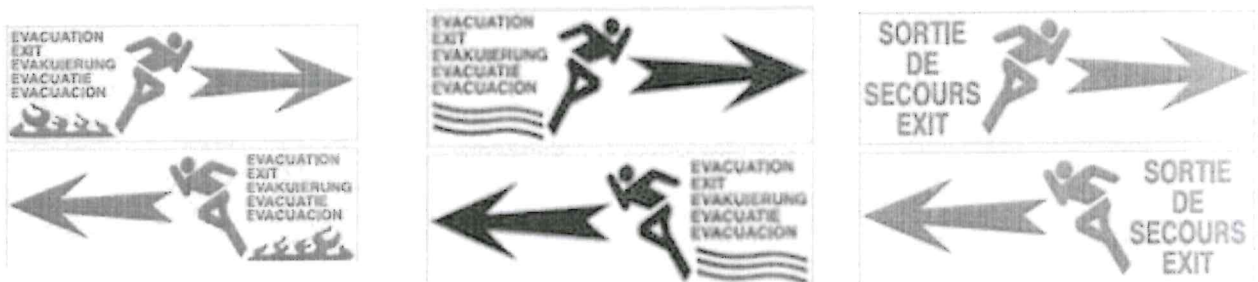 EVACUATION
EXIT
EVAKUIERUNG
EVACUATIE
EVACUACION
EVACUATION
EXIT
EVAKUIERUNG
EVACUATIE
EVACUACION
SORTIE
DE
SECOURS
EXIT
EVACUATION
EXIT
EVAKUIERUNG
EVACUATIE
EVACUACION
EVACUATION
EXIT
EVAKUIERUNG
EVACUATIE
EVACUACION
SORTIE
DE
SECOURS
EXIT